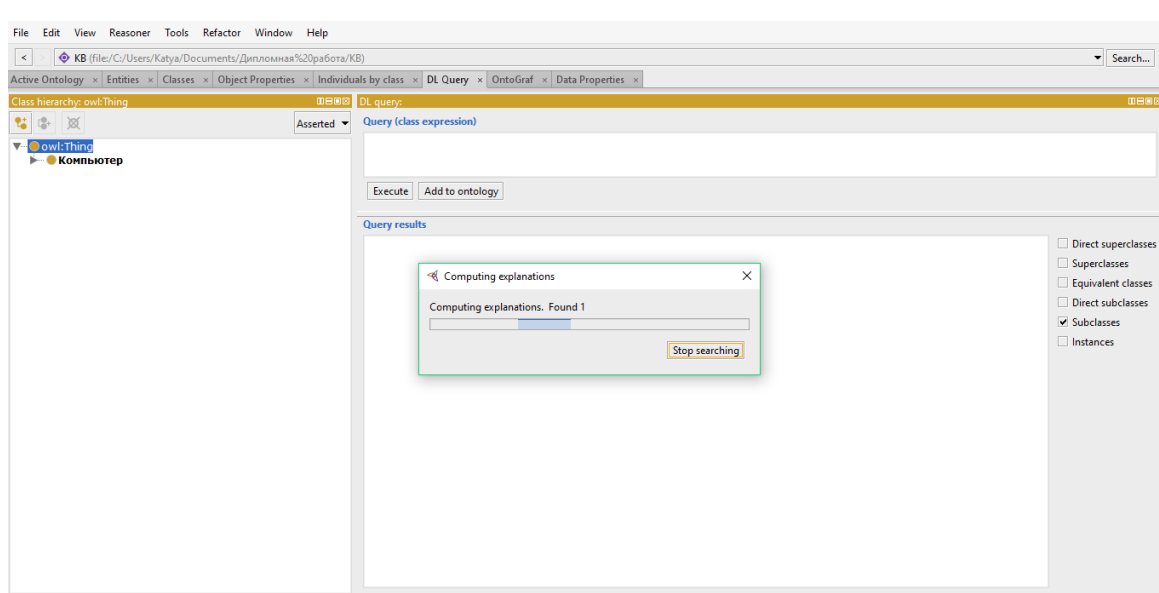 File Edit View Reasoner Tools Refactor Window Help
< KB (file:/C:/Users/Katya/Documents/Дипломная%20работа/KB) Search...
Active Ontology × Entities × Classes × Object Properties × Individuals by class × DL Query × OntoGraf × Data Properties ×
Class hierarchy: owl:Thing
DL query:
Asserted
owl:Thing
Компьютер
Query (class expression)
Execute Add to ontology
Query results
Direct superclasses
Superclasses
Equivalent classes
Direct subclasses
Subclasses
Instances
Computing explanations
Computing explanations. Found 1
Stop searching